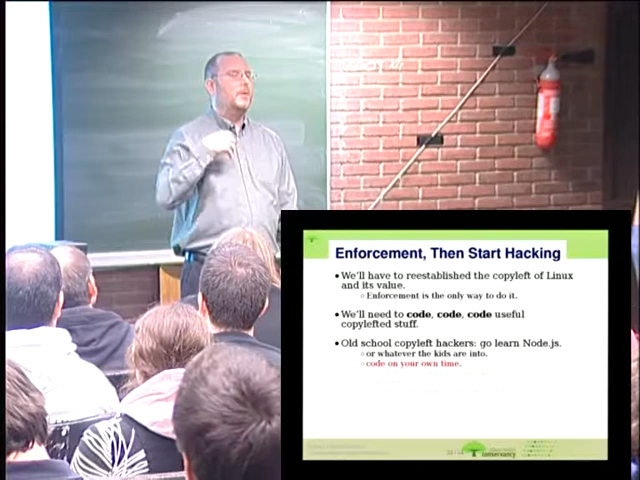 Enforcement, Then Start Hacking
•We'll have to reestablished the copyleft of Linux
and its value.
○Enforcement is the only way to do it.
•We'll need to code, code, code useful
copylefted stuff.
•Old school copyleft hackers: go learn Node.js.
○or whatever the kids are into.
○code on your own time.
conservancy